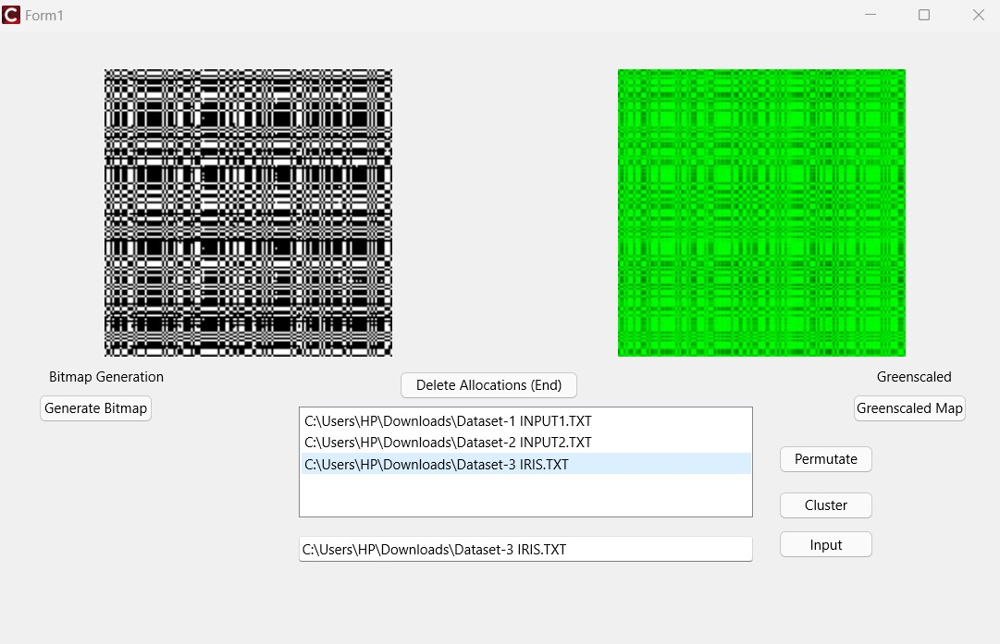 Form1
Bitmap Generation
Greenscaled
Delete Allocations (End)
Generate Bitmap
Greenscaled Map
C:\Users\HP\Downloads\Dataset-1 INPUT1.TXT
C:\Users\HP\Downloads\Dataset-2 INPUT2.TXT
C:\Users\HP\Downloads\Dataset-3 IRIS.TXT
Permutate
Cluster
Input
C:\Users\HP\Downloads\Dataset-3 IRIS.TXT